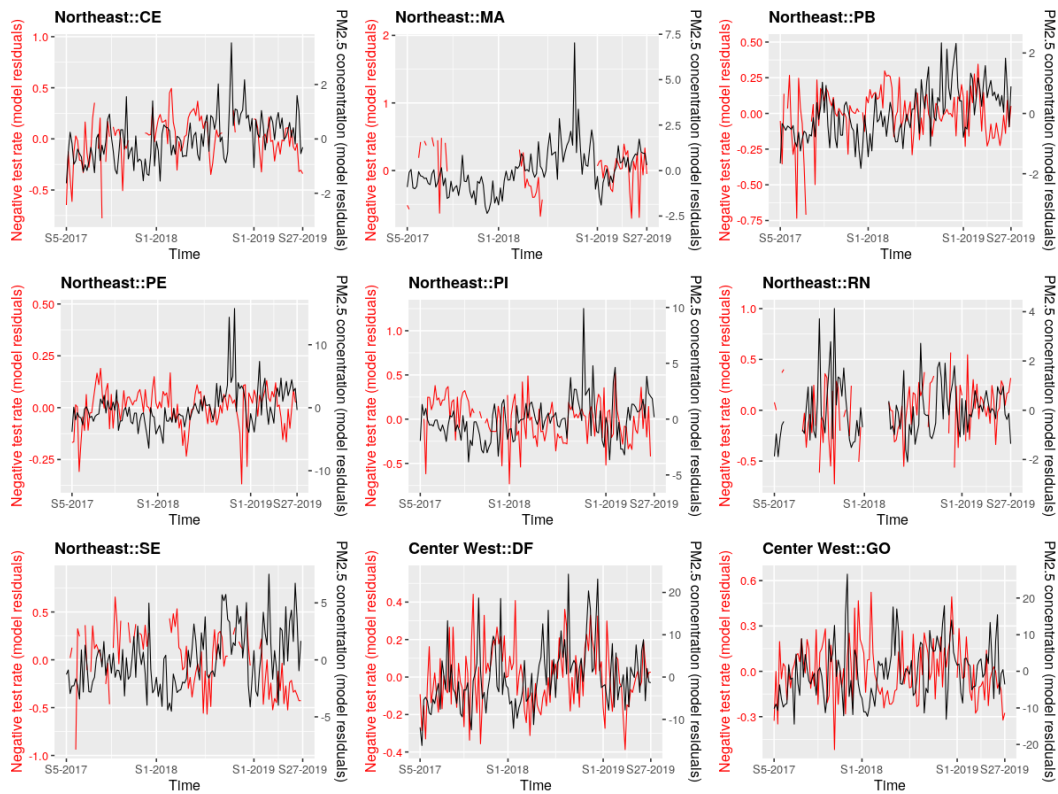 Northeast::CE
Negative test rate (model residuals)
1.0
0.5
0.0
-0.5
2
0
-2
PM2.5 concentration (model residuals)
S5-2017
S1-2018
S1-2019
S27-2019
Time
Northeast::MA
Negative test rate (model residuals)
2
1
0
7.5
5.0
2.5
0.0
-2.5
PM2.5 concentration (model residuals)
S5-2017
S1-2018
S1-2019
S27-2019
Time
Northeast::PB
Negative test rate (model residuals)
0.50
0.25
0.00
-0.25
-0.50
-0.75
2
0
-2
PM2.5 concentration (model residuals)
S5-2017
S1-2018
S1-2019
S27-2019
Time
Northeast::PE
Negative test rate (model residuals)
0.50
0.25
0.00
-0.25
10
0
-10
PM2.5 concentration (model residuals)
S5-2017
S1-2018
S1-2019
S27-2019
Time
Northeast::PI
Negative test rate (model residuals)
1.0
0.5
0.0
-0.5
10
5
0
-5
PM2.5 concentration (model residuals)
S5-2017
S1-2018
S1-2019
S27-2019
Time
Northeast::RN
Negative test rate (model residuals)
1.0
0.5
0.0
-0.5
4
2
0
-2
PM2.5 concentration (model residuals)
S5-2017
S1-2018
S1-2019
S27-2019
Time
Northeast::SE
Negative test rate (model residuals)
0.5
0.0
-0.5
-1.0
5
0
-5
PM2.5 concentration (model residuals)
S5-2017
S1-2018
S1-2019
S27-2019
Time
Center West::DF
Negative test rate (model residuals)
0.4
0.2
0.0
-0.2
-0.4
20
10
0
-10
PM2.5 concentration (model residuals)
S5-2017
S1-2018
S1-2019
S27-2019
Time
Center West::GO
Negative test rate (model residuals)
0.6
0.3
0.0
-0.3
20
10
0
-10
-20
PM2.5 concentration (model residuals)
S5-2017
S1-2018
S1-2019
S27-2019
Time